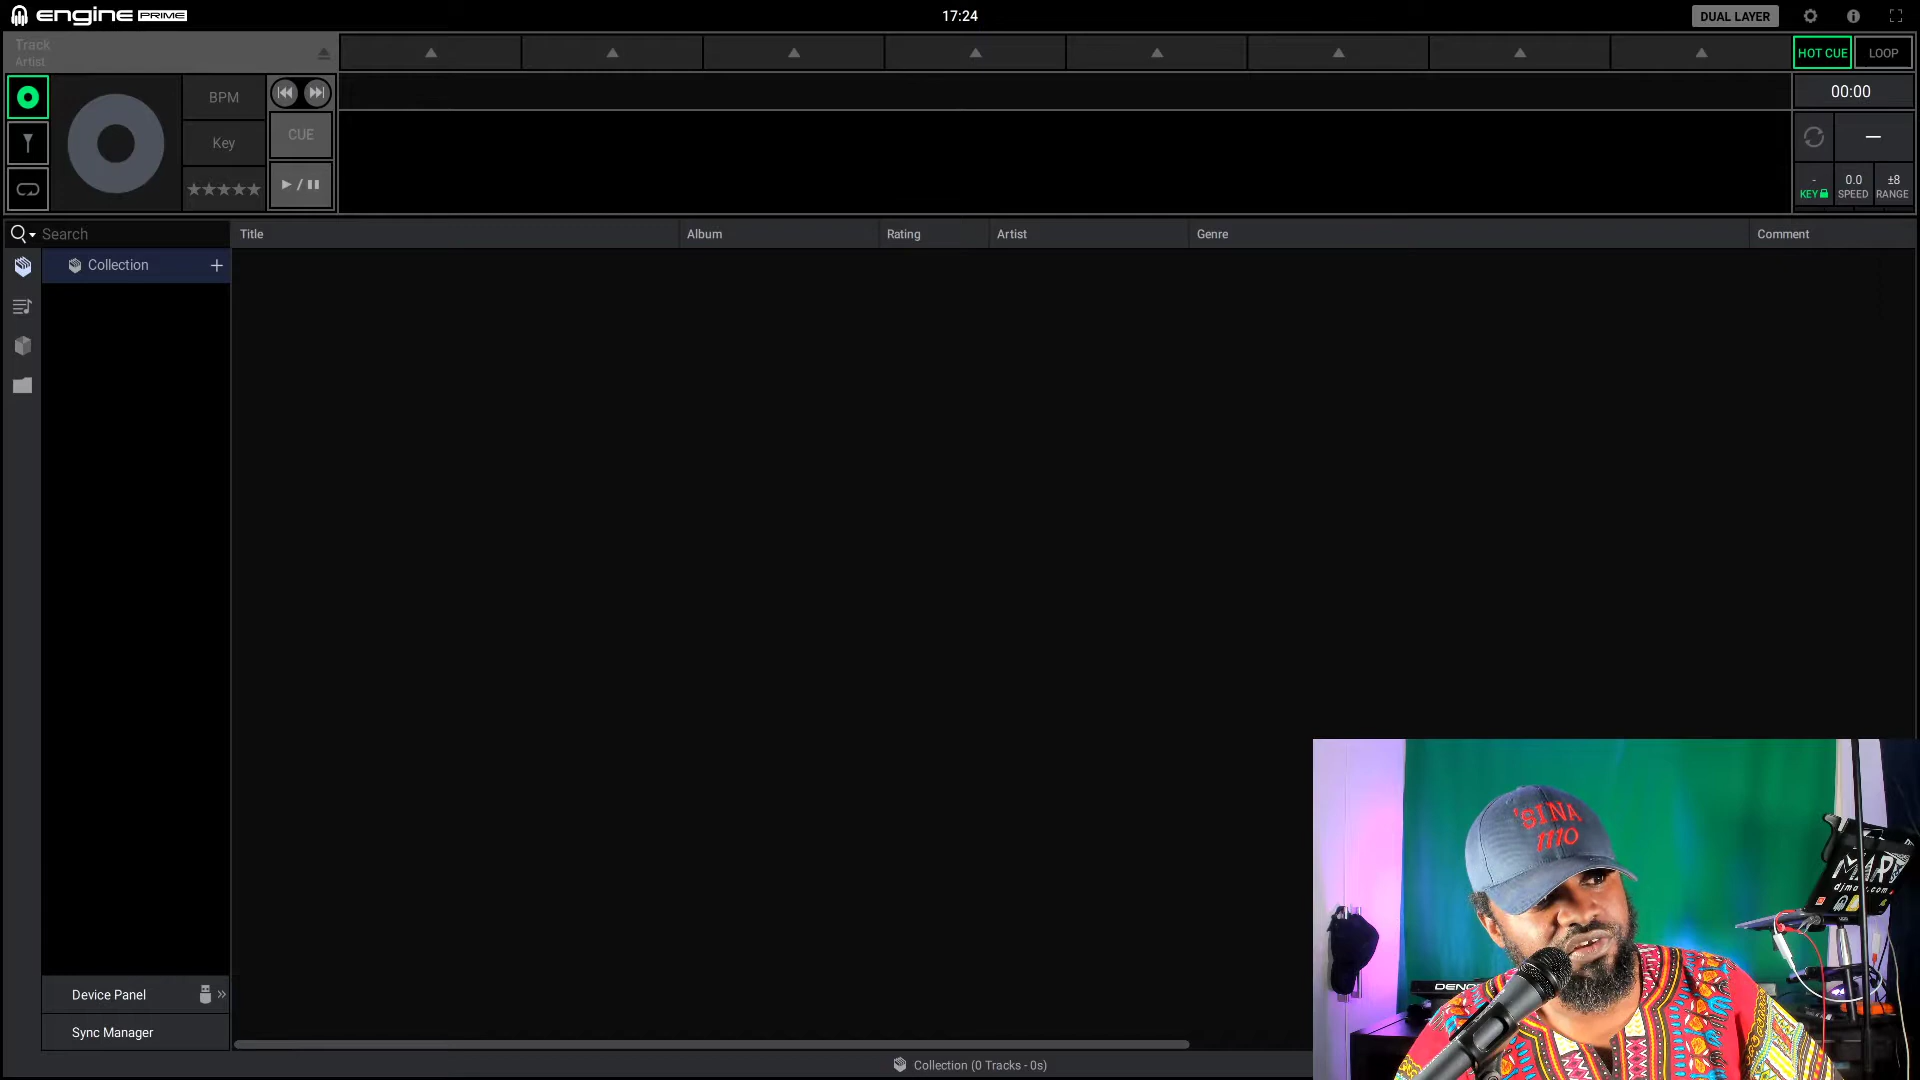 engine PRIME
17:24
DUAL LAYER
Track
Artist
HOT CUE
LOOP
BPM
Key
CUE
00:00
-
KEY
0.0
SPEED
±8
RANGE
Search
Title
Album
Rating
Artist
Genre
Comment
Collection
Device Panel
Sync Manager
Collection (0 Tracks - 0s)
'SINA
1110
djmary.com